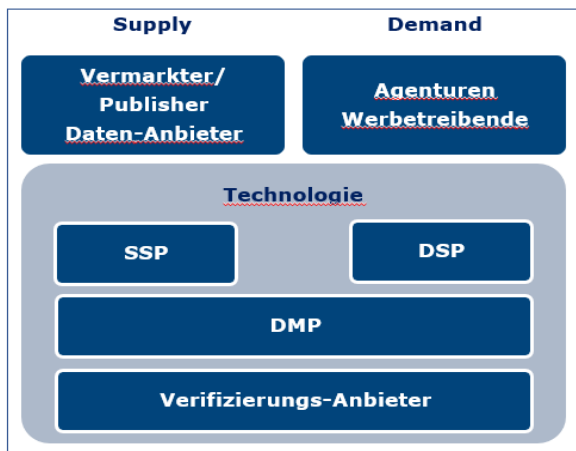 Supply
Demand
Vermarkter/
Publisher
Daten-Anbieter
Agenturen
Werbetreibende
Technologie
SSP
DSP
DMP
Verifizierungs-Anbieter